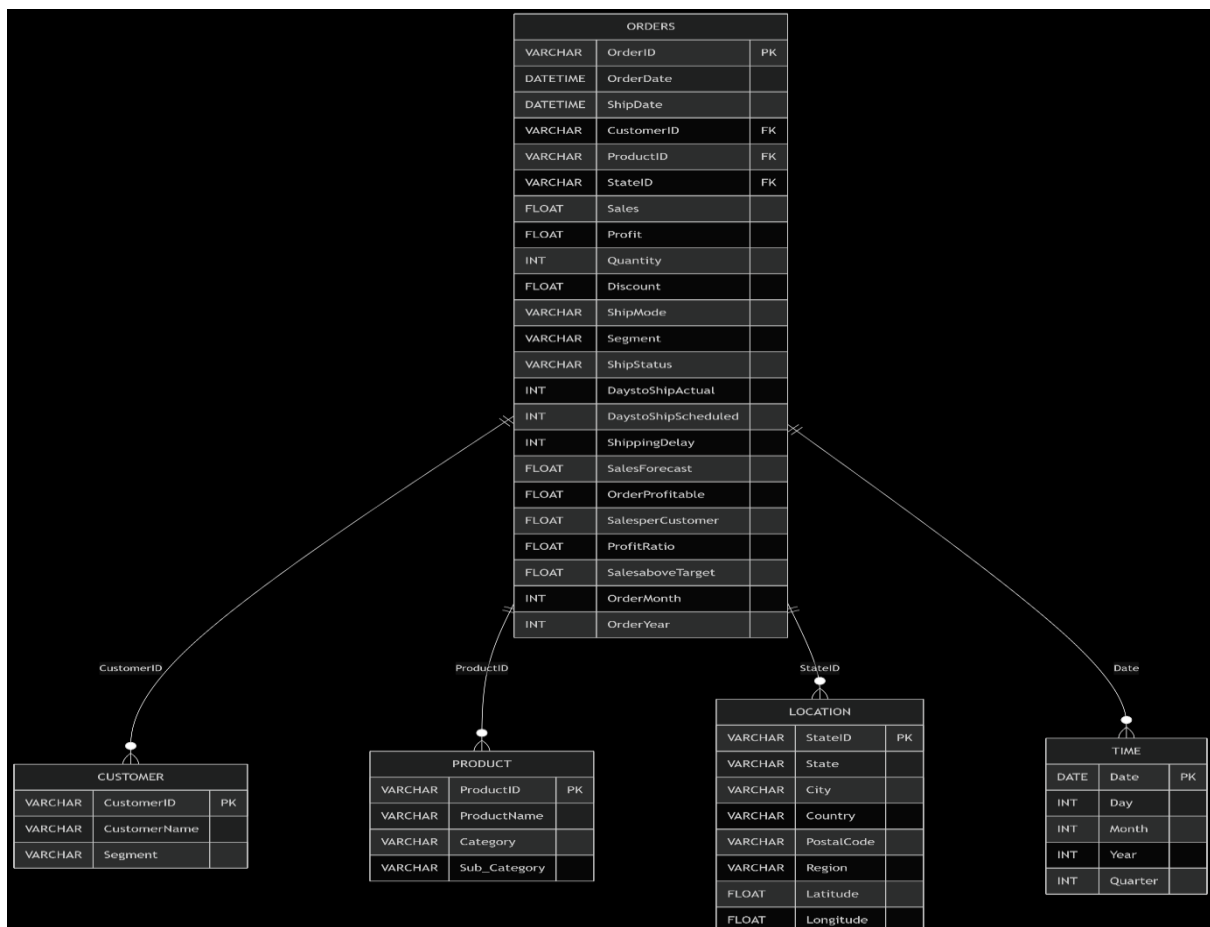 ORDERS
VARCHAR OrderID PK
DATETIME OrderDate
DATETIME ShipDate
VARCHAR CustomerID FK
VARCHAR ProductID FK
VARCHAR StateID FK
FLOAT Sales
FLOAT Profit
INT Quantity
FLOAT Discount
VARCHAR ShipMode
VARCHAR Segment
VARCHAR ShipStatus
INT DaystoShipActual
INT DaystoShipScheduled
INT ShippingDelay
FLOAT SalesForecast
FLOAT OrderProfitable
FLOAT SalesperCustomer
FLOAT ProfitRatio
FLOAT SalesaboveTarget
INT OrderMonth
INT OrderYear
CustomerID ProductID StateID Date
CUSTOMER
VARCHAR CustomerID PK
VARCHAR CustomerName
VARCHAR Segment
PRODUCT
VARCHAR ProductID PK
VARCHAR ProductName
VARCHAR Category
VARCHAR Sub_Category
LOCATION
VARCHAR StateID PK
VARCHAR State
VARCHAR City
VARCHAR Country
VARCHAR PostalCode
VARCHAR Region
FLOAT Latitude
FLOAT Longitude
TIME
DATE Date PK
INT Day
INT Month
INT Year
INT Quarter